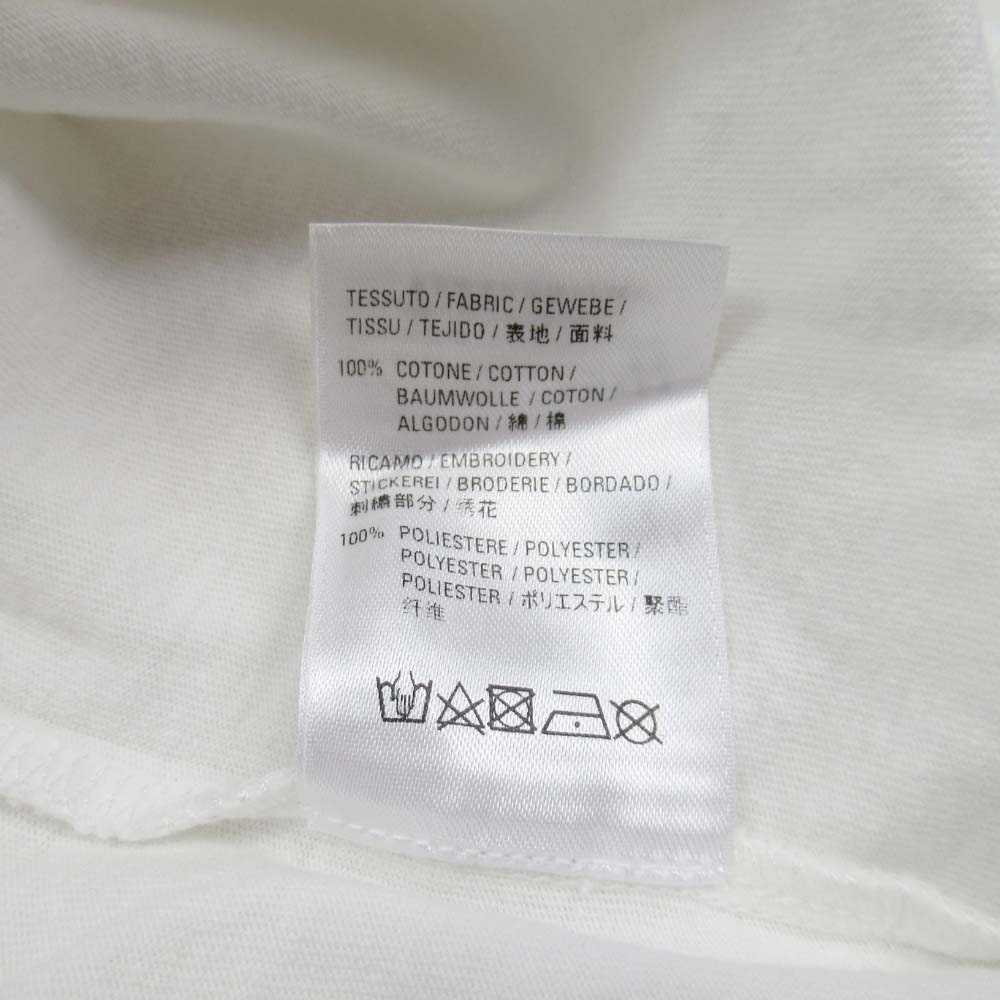 TESSUTO / FABRIC / GEWEBE /
TISSU / TEJIDO / 表地 / 面料
100% COTONE / COTTON /
BAUMWOLLE / COTON /
ALGODON / 綿 / 棉
RICAMO / EMBROIDERY /
STICKEREI / BRODERIE / BORDADO /
刺繍部分 / 绣花
100% POLIESTERE / POLYESTER /
POLYESTER / POLYESTER /
POLIESTER / ポリエステル / 聚酯
纤维